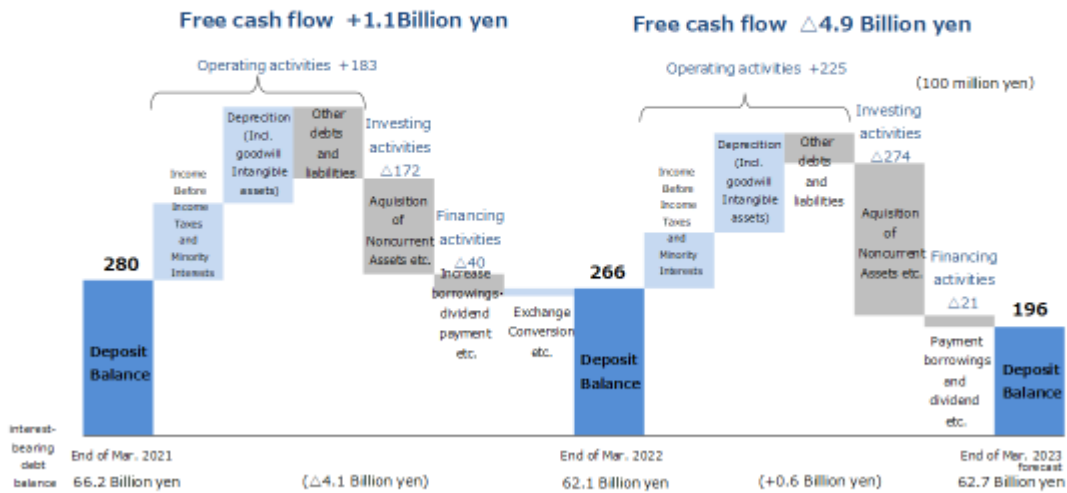 Free cash flow +1.1Billion yen
Operating activities +183
Income
Before
Income
Taxes
and
Minority
Interests
Deprecition
(Incl.
goodwill
Intangible
assets)
Other
debts
and
liabilities
Investing
activities
△172
Aquisition
of
Noncurrent
Assets etc.
Financing
activities
△40
Increase
borrowings·
dividend
payment
etc.
Exchange
Conversion
etc.
280
Deposit
Balance
Free cash flow △4.9 Billion yen
Operating activities +225
(100 million yen)
Income
Before
Income
Taxes
and
Minority
Interests
Deprecition
(Incl.
goodwill
Intangible
assets)
Other
debts
and
liabilities
Investing
activities
△274
Aquisition
of
Noncurrent
Assets etc.
Financing
activities
△21
Payment
borrowings
and
dividend
etc.
266
Deposit
Balance
196
Deposit
Balance
interest-
bearing
debt
balance
End of Mar. 2021
66.2 Billion yen
(△4.1 Billion yen)
End of Mar. 2022
62.1 Billion yen
(+0.6 Billion yen)
End of Mar. 2023
forecast
62.7 Billion yen